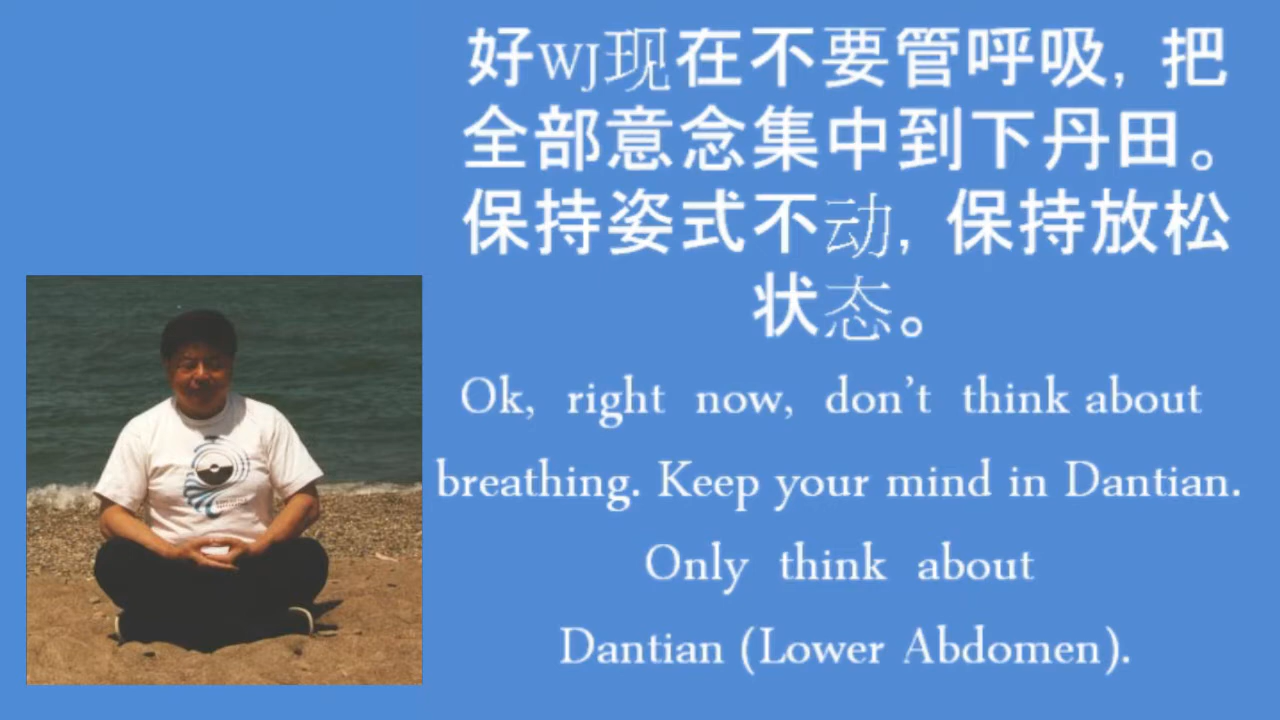 好WJ现在不要管呼吸, 把
全部意念集中到下丹田。
保持姿式不动, 保持放松
状态。
Ok, right now, don’t think about
breathing. Keep your mind in Dantian.
Only think about
Dantian (Lower Abdomen).